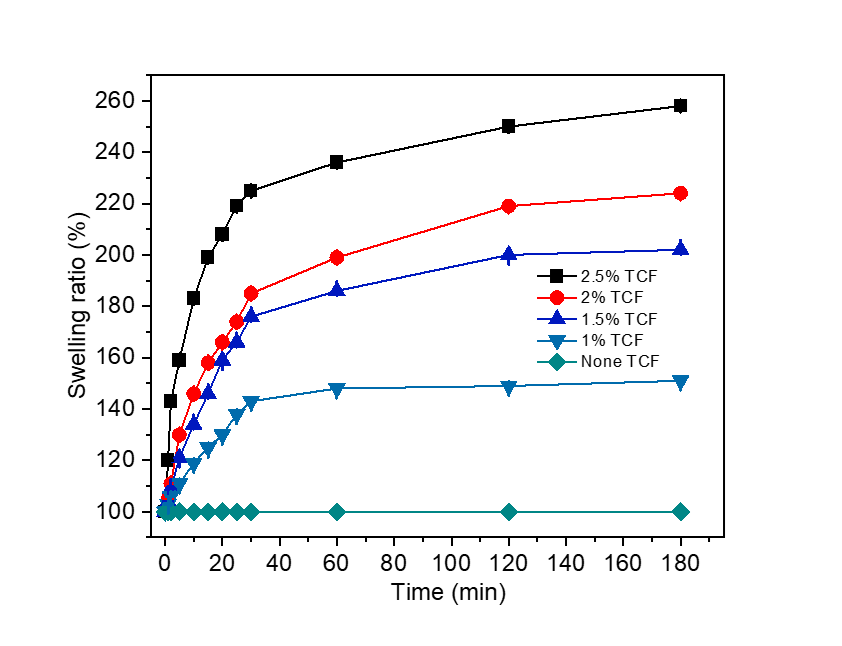 260
240
220
200
180
160
140
120
100
Swelling ratio (%)
2.5% TCF
2% TCF
1.5% TCF
1% TCF
None TCF
0 20 40 60 80 100 120 140 160 180
Time (min)